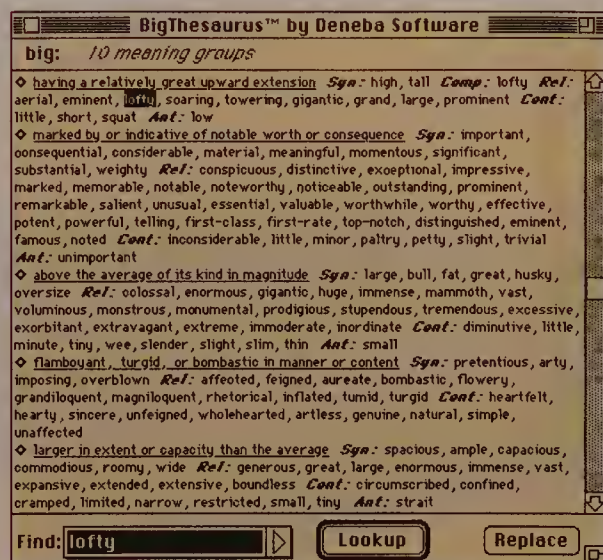 BigThesaurus™ by Deneba Software
big: 10 meaning groups
◇ having a relatively great upward extension Syn: high, tall Comp: lofty Rel:
aerial, eminent, lofty, soaring, towering, gigantic, grand, large, prominent Cont:
little, short, squat Ant: low
◇ marked by or indicative of notable worth or consequence Syn: important,
consequential, considerable, material, meaningful, momentous, significant,
substantial, weighty Rel: conspicuous, distinctive, exceptional, impressive,
marked, memorable, notable, noteworthy, noticeable, outstanding, prominent,
remarkable, salient, unusual, essential, valuable, worthwhile, worthy, effective,
potent, powerful, telling, first-class, first-rate, top-notch, distinguished, eminent,
famous, noted Cont: inconsiderable, little, minor, paltry, petty, slight, trivial
Ant: unimportant
◇ above the average of its kind in magnitude Syn: large, bull, fat, great, husky,
oversize Rel: colossal, enormous, gigantic, huge, immense, mammoth, vast,
voluminous, monstrous, monumental, prodigious, stupendous, tremendous, excessive,
exorbitant, extravagant, extreme, immoderate, inordinate Cont: diminutive, little,
minute, tiny, wee, slender, slight, slim, thin Ant: small
◇ flamboyant, turgid, or bombastic in manner or content Syn: pretentious, arty,
imposing, overblown Rel: affected, feigned, aureate, bombastic, flowery,
grandiloquent, magniloquent, rhetorical, inflated, tumid, turgid Cont: heartfelt,
hearty, sincere, unfeigned, wholehearted, artless, genuine, natural, simple,
unaffected
◇ larger in extent or capacity than the average Syn: spacious, ample, capacious,
commodious, roomy, wide Rel: generous, great, large, enormous, immense, vast,
expansive, extended, extensive, boundless Cont: circumscribed, confined,
cramped, limited, narrow, restricted, small, tiny Ant: strait
Find: lofty Lookup Replace